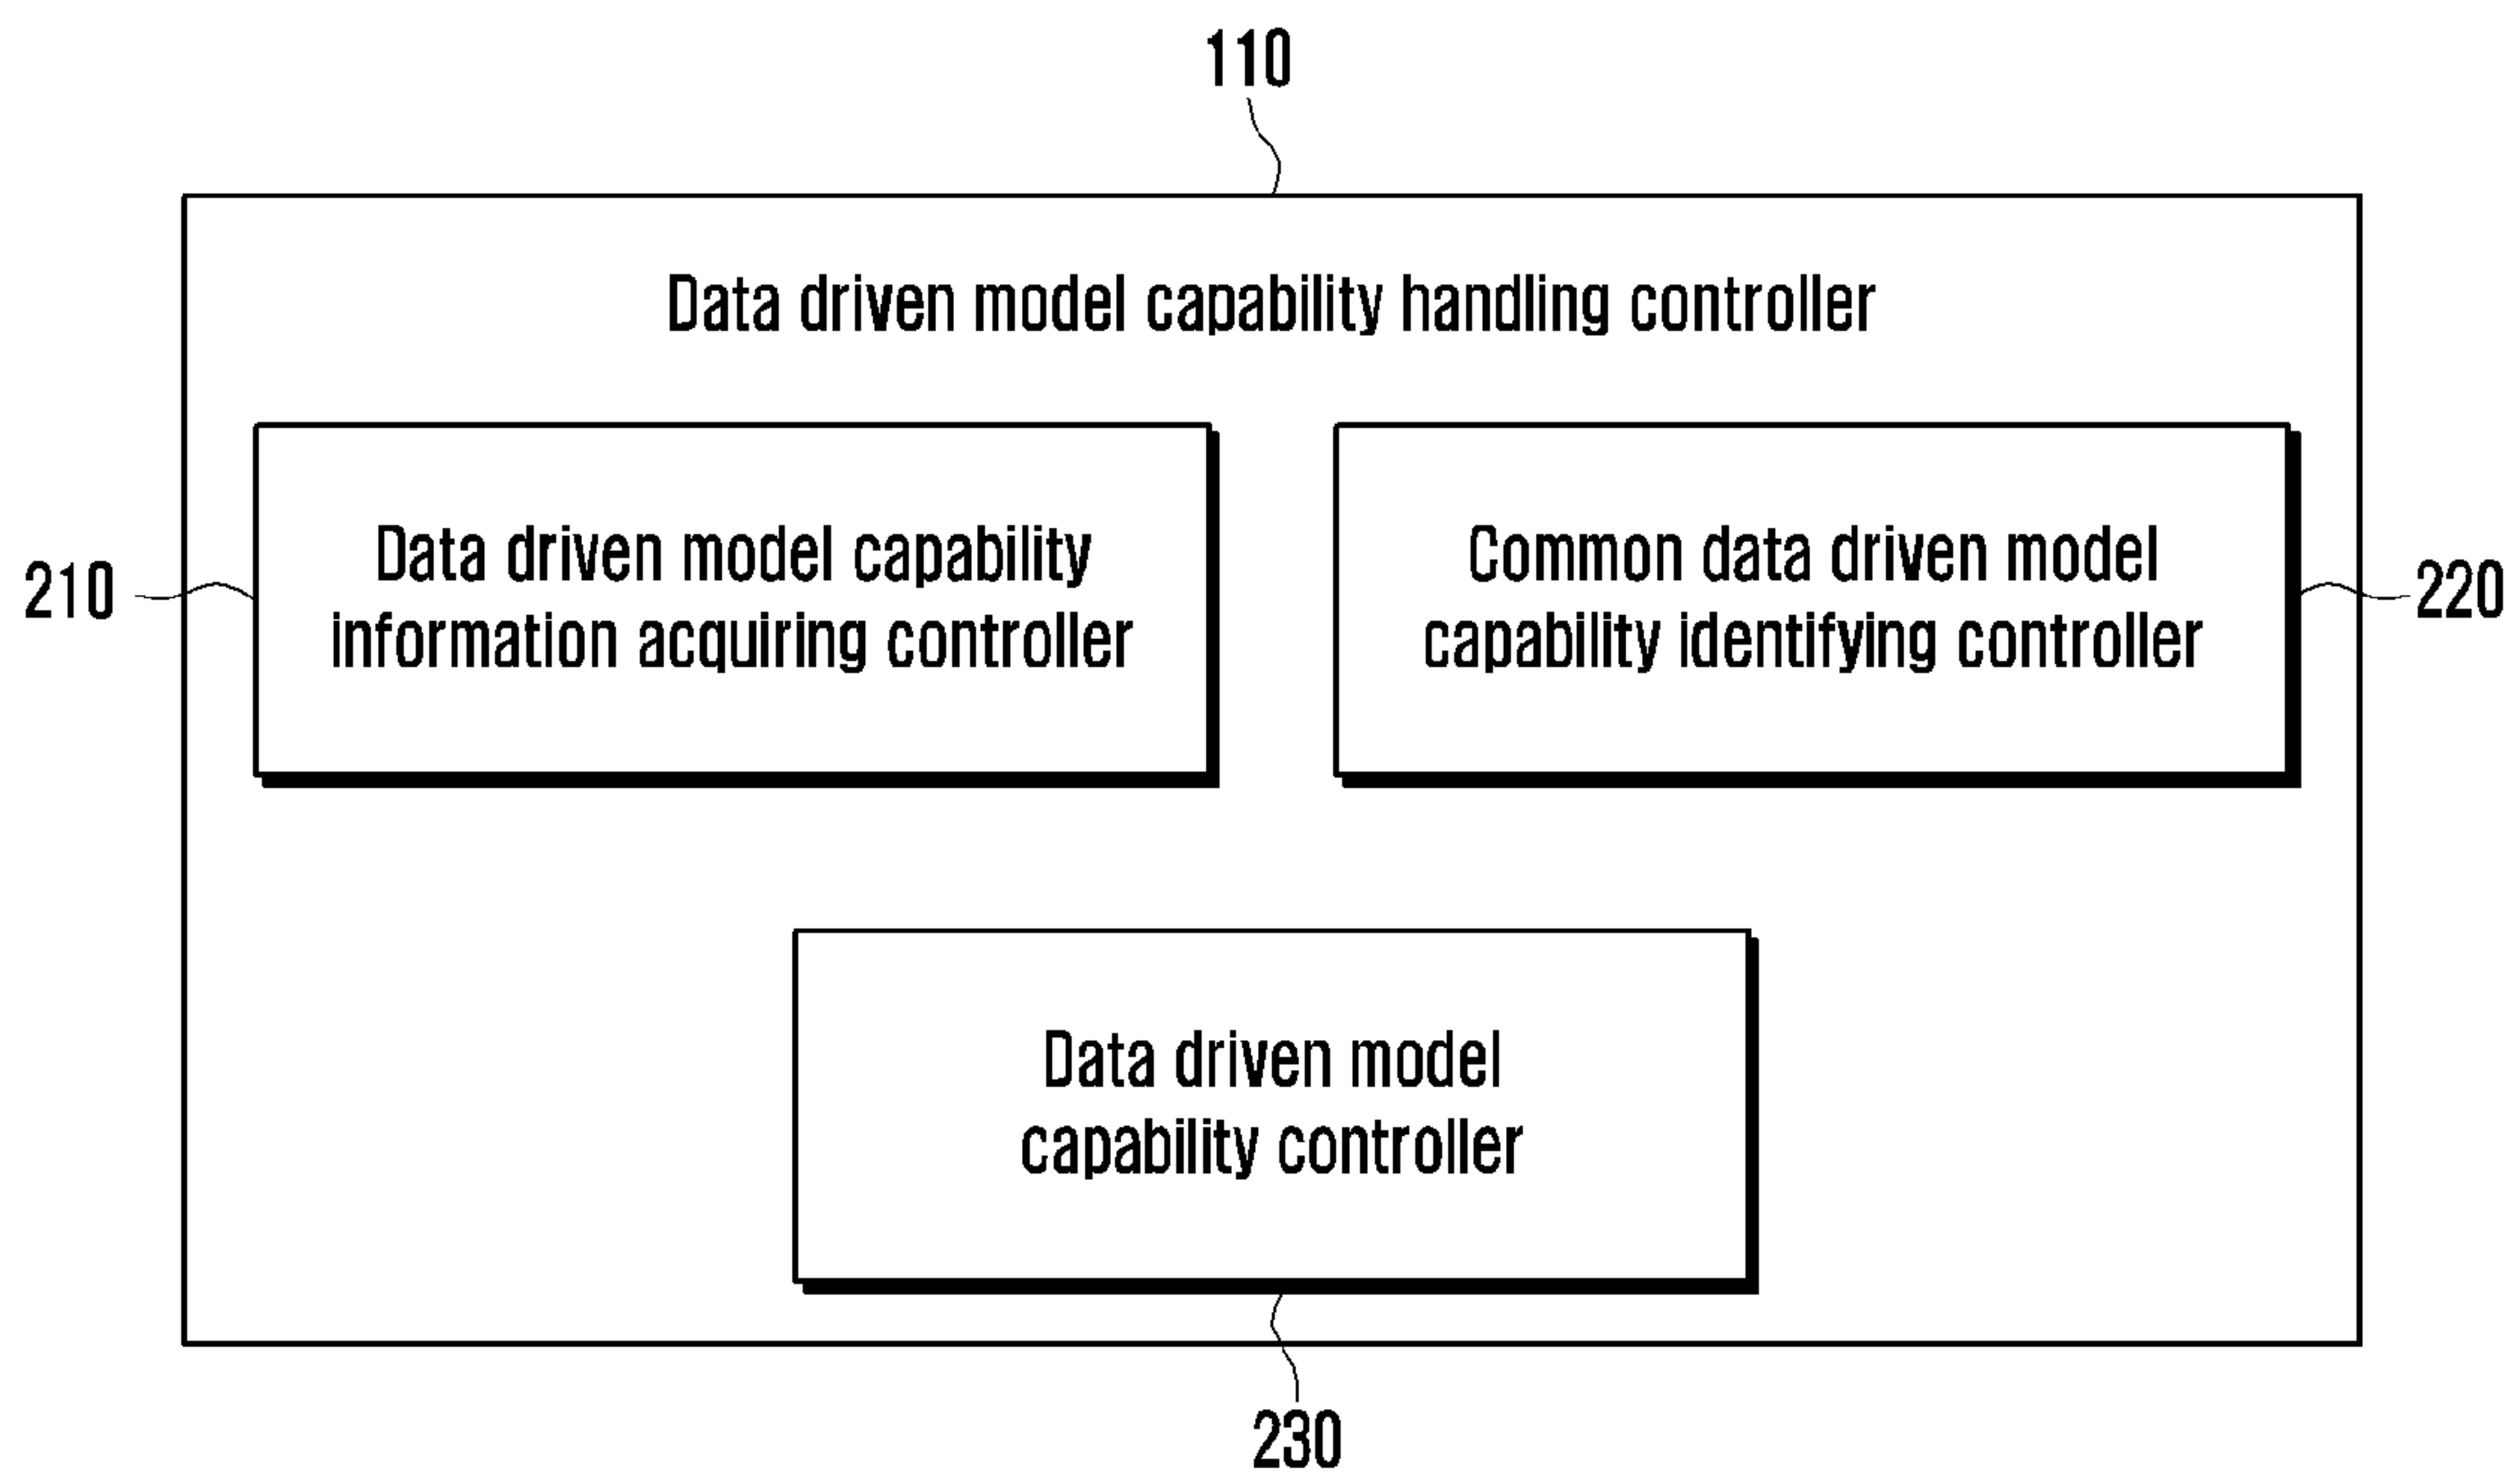 110
Data driven model capability handling controller
Data driven model capability
information acquiring controller
210
Common data driven model
capability identifying controller
220
Data driven model
capability controller
230